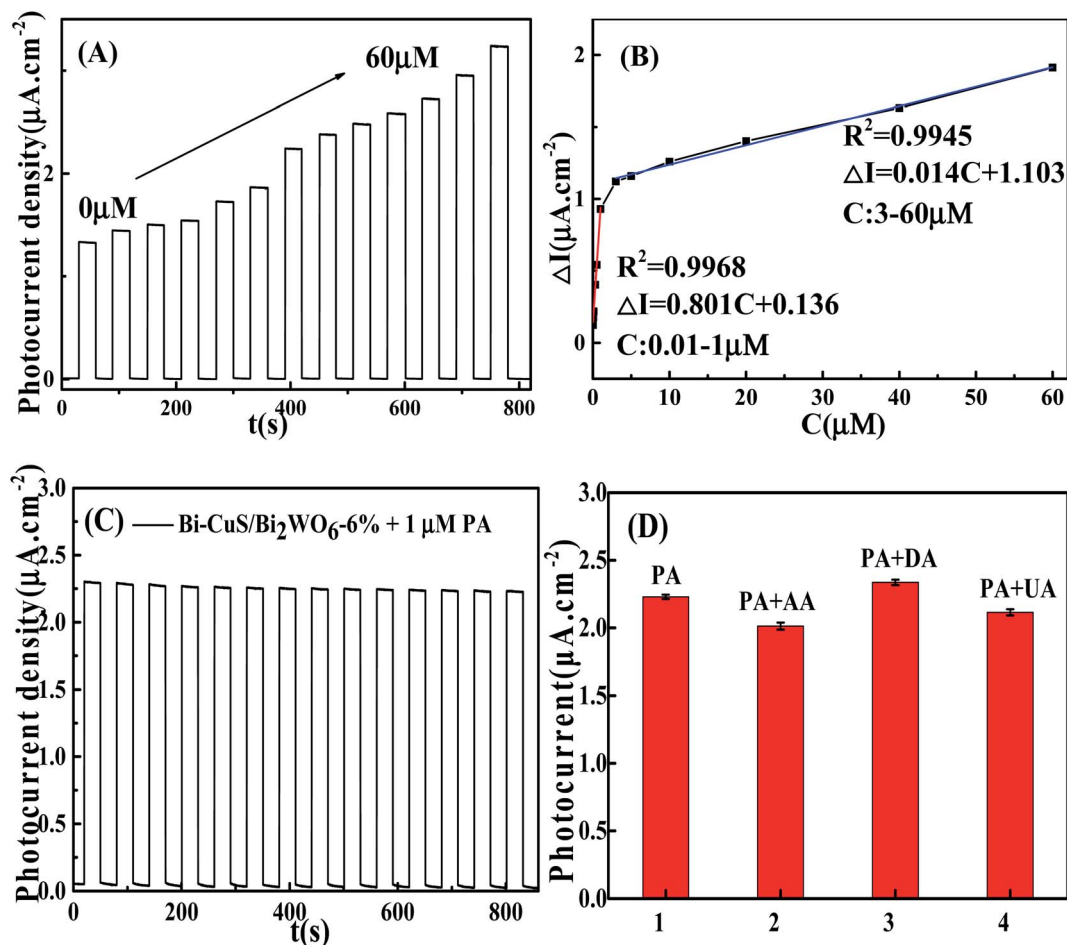 (A)
60μM
0μM
2
0
0
200
400
600
800
t(s)
Photocurrent density(μA.cm⁻²)
(B)
2
1
0
R²=0.9945
△I=0.014C+1.103
C:3-60μM
R²=0.9968
△I=0.801C+0.136
C:0.01-1μM
0
10
20
30
40
50
60
C(μM)
△I(μA.cm⁻²)
(C)
Bi-CuS/Bi₂WO₆-6% + 1 μM PA
3.0
2.5
2.0
1.5
1.0
0.5
0.0
0
200
400
600
800
t(s)
Photocurrent density(μA.cm⁻²)
(D)
PA
PA+AA
PA+DA
PA+UA
3.0
2.5
2.0
1.5
1.0
0.5
0.0
1
2
3
4
Photocurrent(μA.cm⁻²)